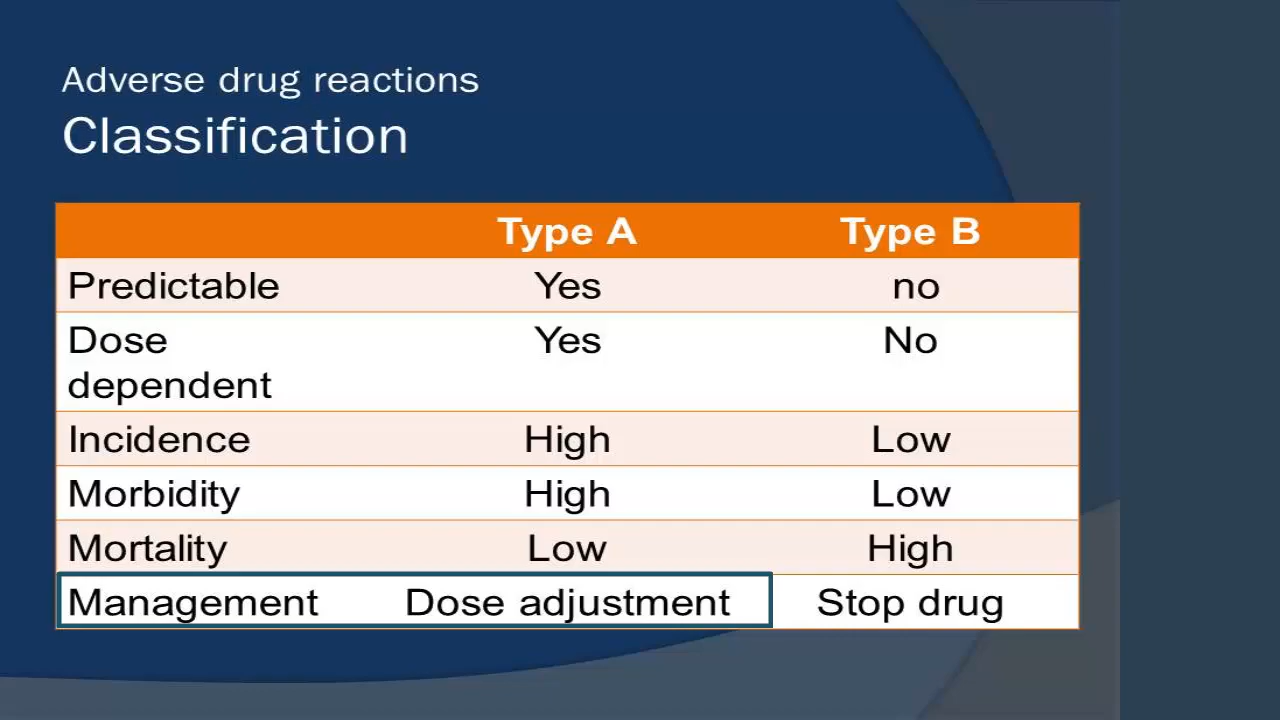 Adverse drug reactions
Classification
Type A Type B
Predictable Yes no
Dose dependent Yes No
Incidence High Low
Morbidity High Low
Mortality Low High
Management Dose adjustment Stop drug